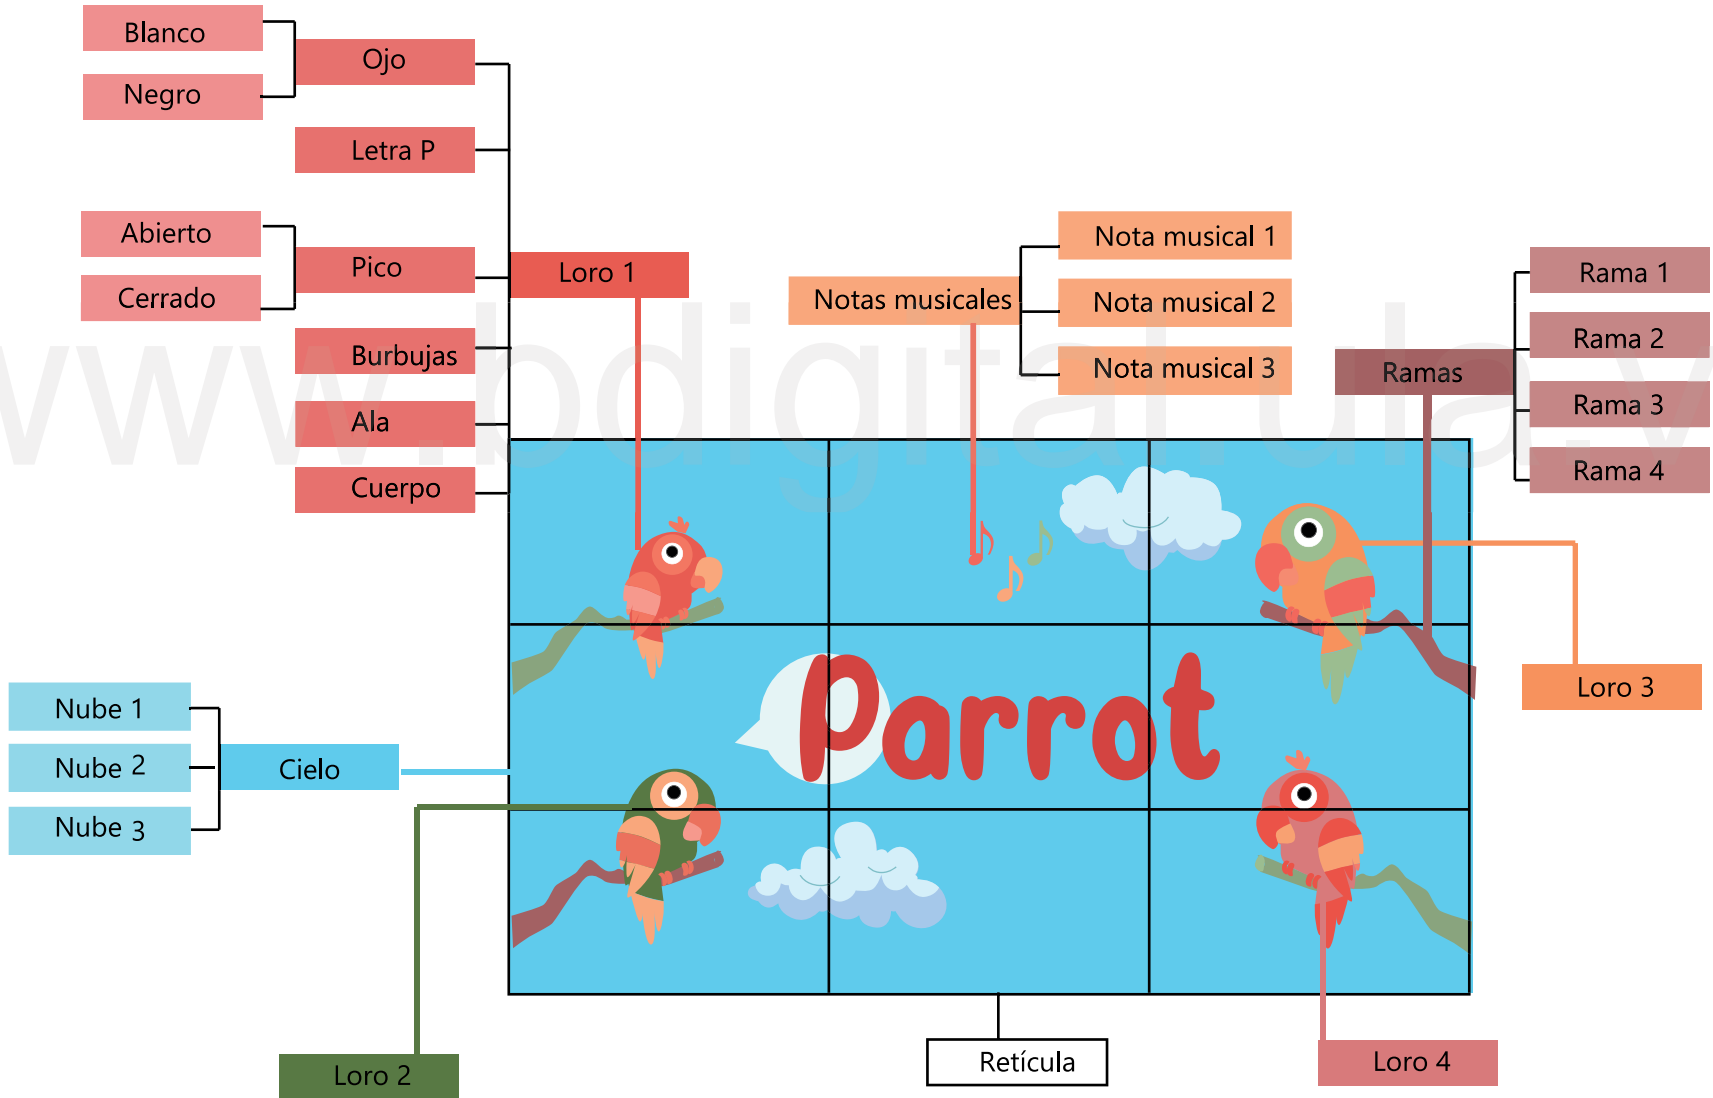 Blanco
Ojo
Negro
Letra P
Abierto
Pico
Cerrado
Loro 1
Burbujas
Ala
Cuerpo
Notas musicales
Nota musical 1
Nota musical 2
Nota musical 3
Ramas
Rama 1
Rama 2
Rama 3
Rama 4
www.bdigital.ula.v
Parrot
Nube 1
Nube 2
Nube 3
Cielo
Loro 3
Loro 2
Retícula
Loro 4